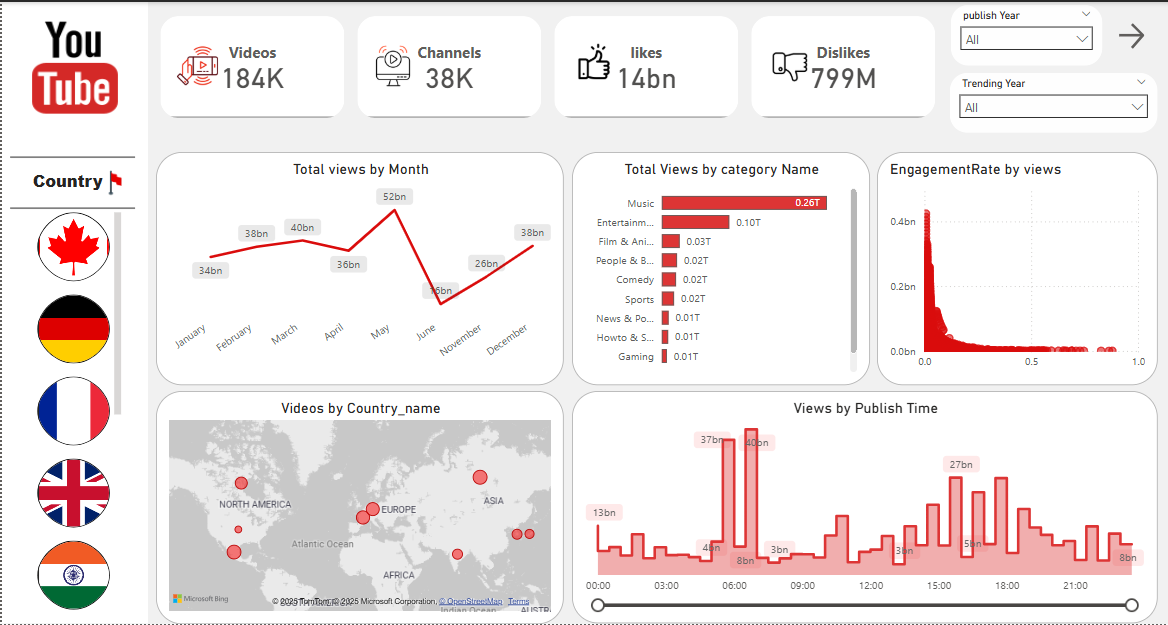 You
Tube
Country
Videos
184K
Channels
38K
likes
14bn
Dislikes
799M
publish Year
All
Trending Year
All
Total views by Month
52bn
38bn
40bn
38bn
34bn
36bn
16bn
26bn
January
February
March
April
May
June
November
December
Total Views by category Name
Music
0.26T
Entertainm...
0.10T
Film & Ani...
0.03T
People & B...
0.02T
Comedy
0.02T
Sports
0.02T
News & Po...
0.01T
Howto & S...
0.01T
Gaming
0.01T
EngagementRate by views
0.4bn
0.2bn
0.0bn
0.0
0.5
1.0
Videos by Country_name
NORTH AMERICA
EUROPE
ASIA
Atlantic Ocean
AFRICA
Microsoft Bing
© 2025 TomTom, © 2025 Microsoft Corporation, © OpenStreetMap Terms
Indian Ocean
AUSTR
Views by Publish Time
37bn
40bn
27bn
13bn
4bn
8bn
3bn
3bn
5bn
8bn
00:00
03:00
06:00
09:00
12:00
15:00
18:00
21:00